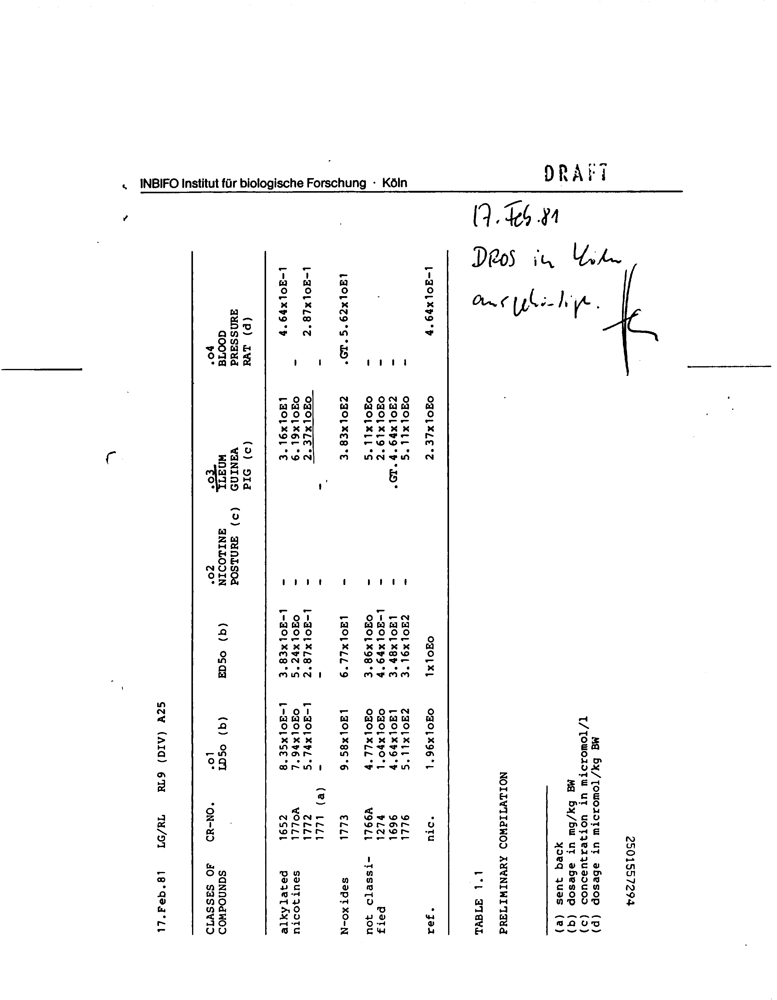 INBIFO Institut für biologische Forschung · Köln
DRAFT
17. Feb. 81
DROS in Köln
17.Feb.81 LG/RL RL9 (DIV) A25
CLASSES OF COMPOUNDS CR-NO. .o1 LD5o (b) ED5o (b) .o2 NICOTINE POSTURE (c) .o3 ILEUM GUINEA PIG (c) .o4 BLOOD PRESSURE RAT (d)
alkylated 1652 8.35x1oE-1 3.83x1oE-1 - 3.16x1oE1 4.64x1oE-1
nicotines 177oA 7.94x1oEo 5.24x1oEo - 6.19x1oEo -
1772 5.74x1oE-1 2.87x1oE-1 - 2.37x1oEo 2.87x1oE-1
1771 (a) - - - - -
N-oxides 1773 9.58x1oE1 6.77x1oE1 - 3.83x1oE2 .GT.5.62x1oE1
not classi- 1766A 4.77x1oEo 3.86x1oEo - 5.11x1oEo -
fied 1274 1.o4x1oEo 4.64x1oE-1 - 2.61x1oEo -
1696 4.64x1oE1 3.48x1oE1 - .GT.4.64x1oE2 -
1776 5.11x1oE2 3.16x1oE2 - 5.11x1oEo -
ref. nic. 1.96x1oEo 1x1oEo 2.37x1oEo 4.64x1oE-1
TABLE 1.1
PRELIMINARY COMPILATION
(a) sent back
(b) dosage in mg/kg BW
(c) concentration in micromol/l
(d) dosage in micromol/kg BW
2501557294